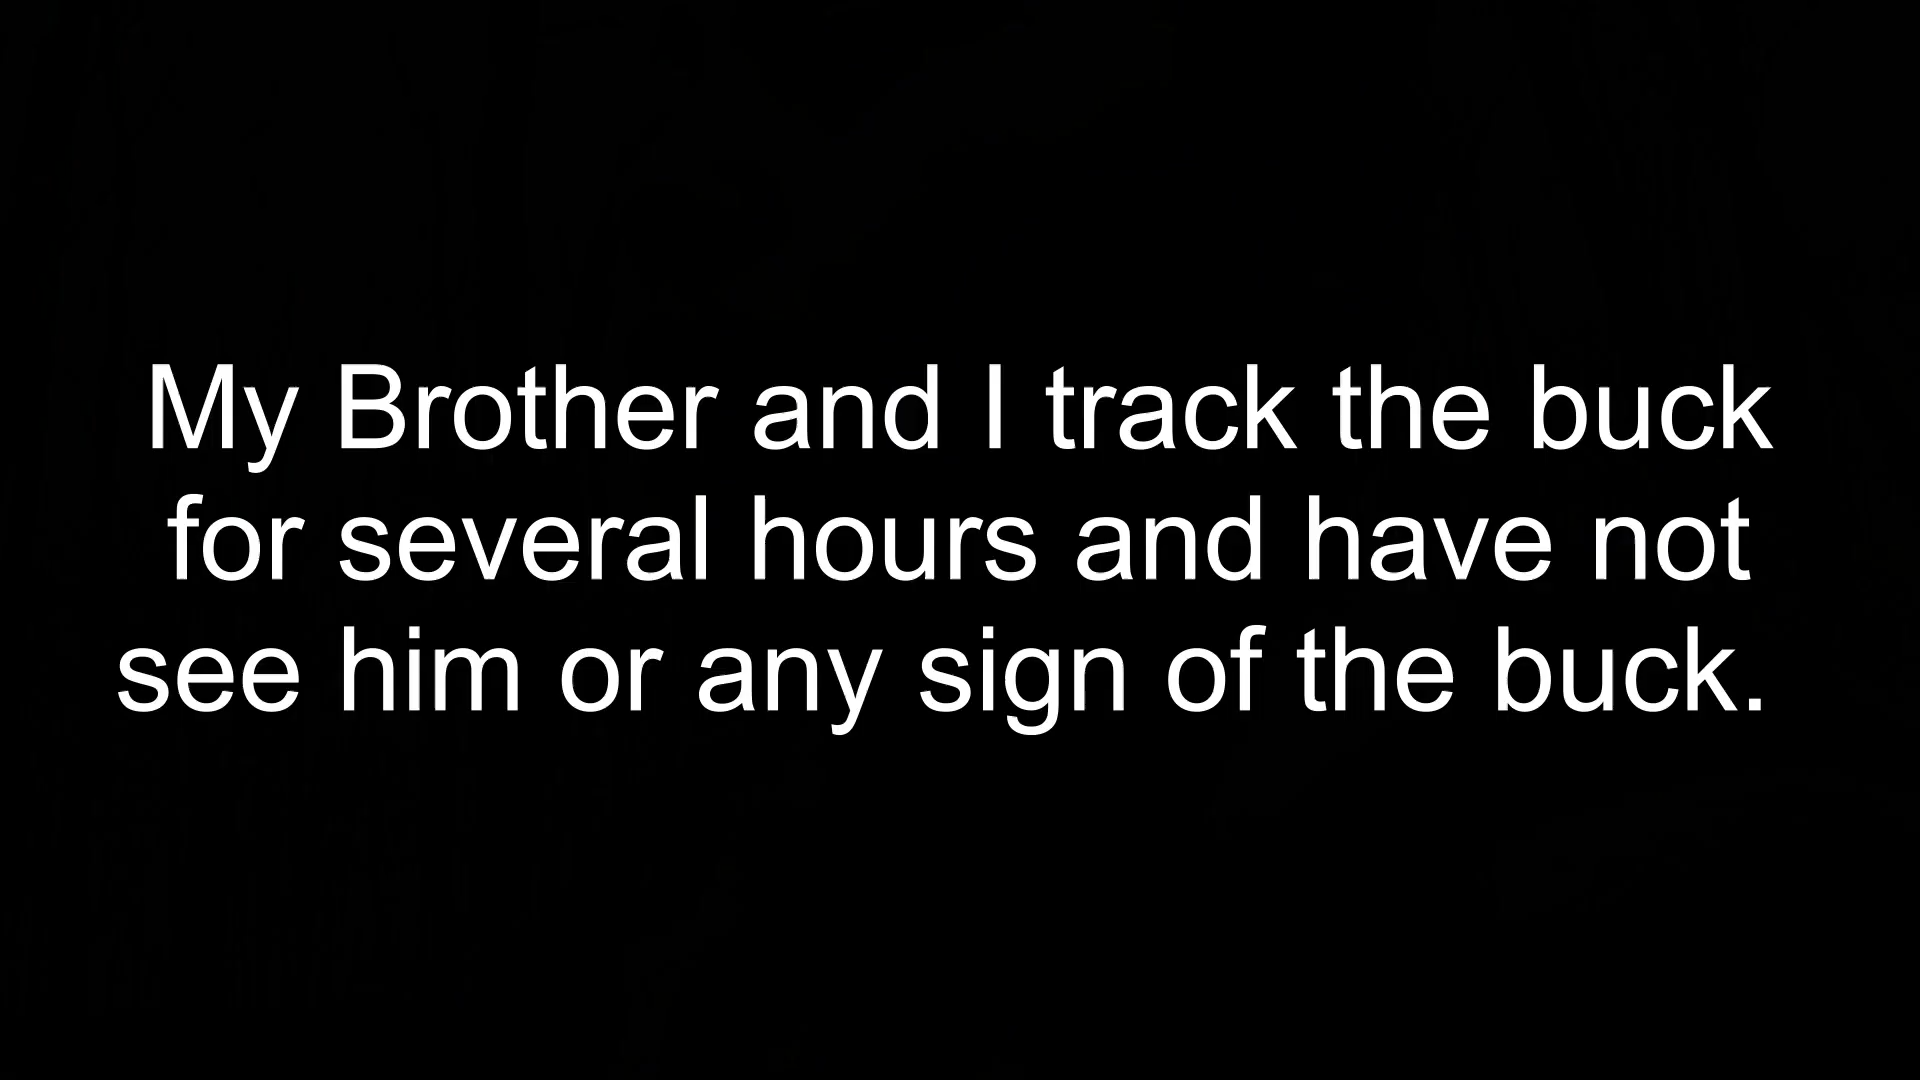 My Brother and I track the buck
for several hours and have not
see him or any sign of the buck.